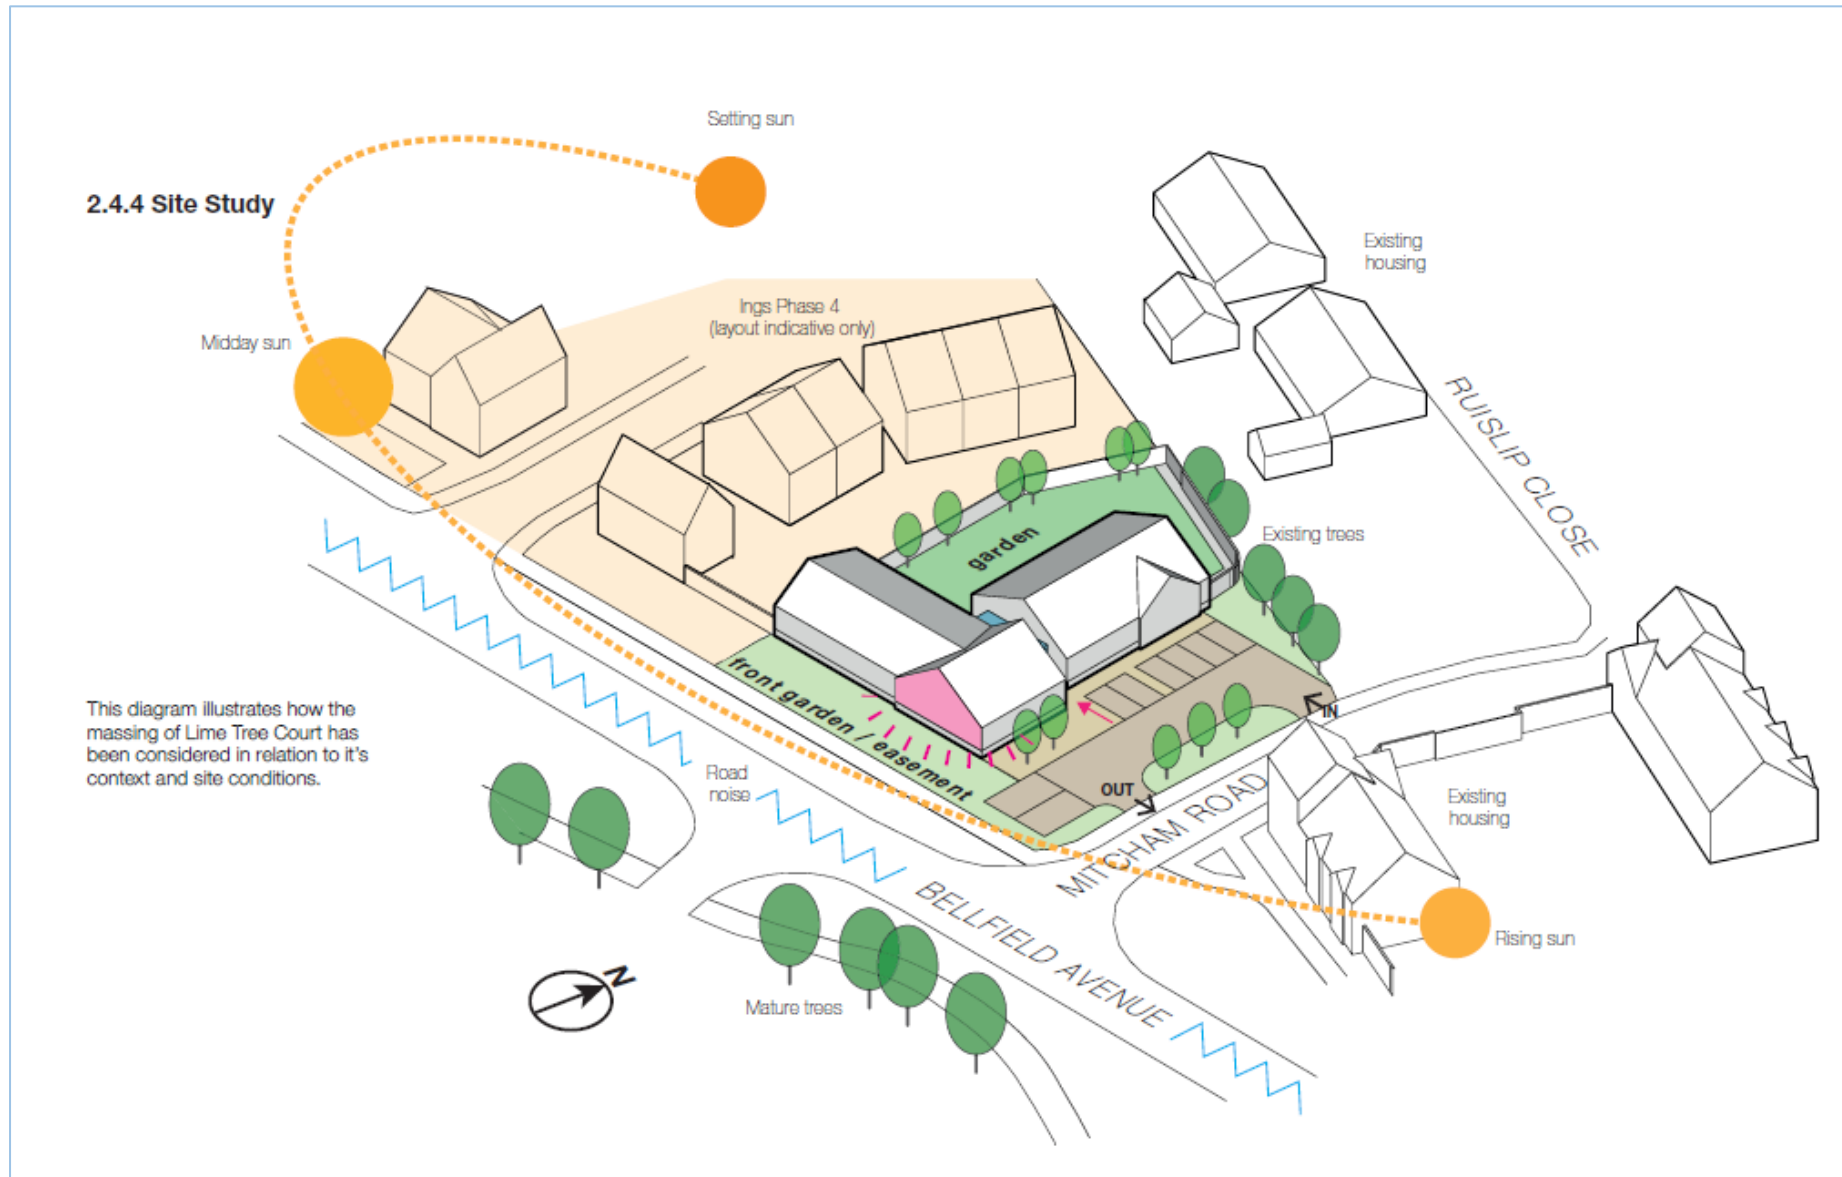 Setting sun
2.4.4 Site Study
Existing
housing
Ings Phase 4
(layout indicative only)
Midday sun
RUISLIP CLOSE
garden
Existing trees
front garden / easement
This diagram illustrates how the
massing of Lime Tree Court has
been considered in relation to it's
context and site conditions.
IN
Road
noise
OUT
MITCHAM ROAD
Existing
housing
BELLFIELD AVENUE
Rising sun
N
Mature trees